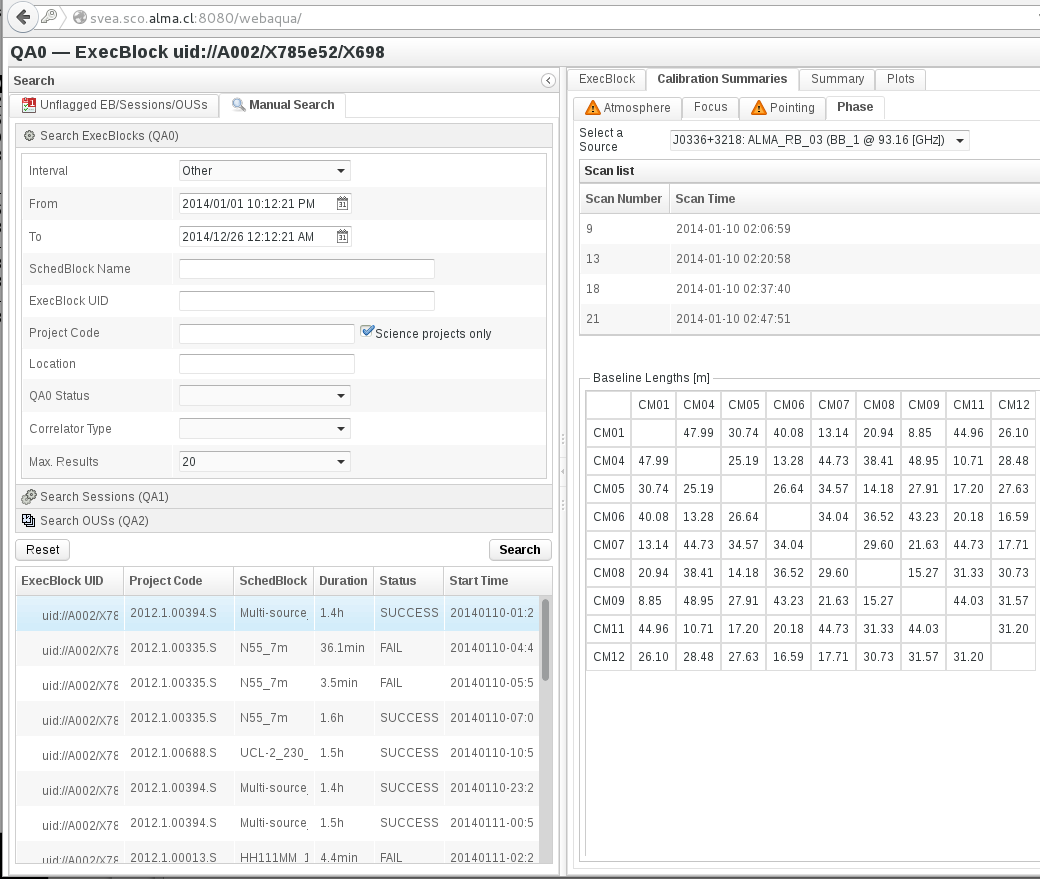 svea.sco.alma.cl:8080/webaqua/
QA0 — ExecBlock uid://A002/X785e52/X698
Search
Unflagged EB/Sessions/OUSs
Manual Search
Search ExecBlocks (QA0)
Interval Other
From 2014/01/01 10:12:21 PM 31
To 2014/12/26 12:12:21 AM 31
SchedBlock Name
ExecBlock UID
Project Code Science projects only
Location
QA0 Status
Correlator Type
Max. Results 20
Search Sessions (QA1)
Search OUSs (QA2)
Reset Search
ExecBlock UID Project Code SchedBlock Duration Status Start Time
uid://A002/X78 2012.1.00394.S Multi-source_ 1.4h SUCCESS 20140110-01:2
uid://A002/X78 2012.1.00335.S N55_7m 36.1min FAIL 20140110-04:4
uid://A002/X78 2012.1.00335.S N55_7m 3.5min FAIL 20140110-05:5
uid://A002/X78 2012.1.00335.S N55_7m 1.6h SUCCESS 20140110-07:0
uid://A002/X78 2012.1.00688.S UCL-2_230_ 1.5h SUCCESS 20140110-10:5
uid://A002/X78 2012.1.00394.S Multi-source_ 1.4h SUCCESS 20140110-23:2
uid://A002/X78 2012.1.00394.S Multi-source_ 1.5h SUCCESS 20140111-00:5
uid://A002/X78 2012.1.00013.S HH111MM_1 4.4min FAIL 20140111-02:2
ExecBlock Calibration Summaries Summary Plots
Atmosphere Focus Pointing Phase
Select a
Source
J0336+3218: ALMA_RB_03 (BB_1 @ 93.16 [GHz])
Scan list
Scan Number Scan Time
9 2014-01-10 02:06:59
13 2014-01-10 02:20:58
18 2014-01-10 02:37:40
21 2014-01-10 02:47:51
Baseline Lengths [m]
CM01 CM04 CM05 CM06 CM07 CM08 CM09 CM11 CM12
CM01 47.99 30.74 40.08 13.14 20.94 8.85 44.96 26.10
CM04 47.99 25.19 13.28 44.73 38.41 48.95 10.71 28.48
CM05 30.74 25.19 26.64 34.57 14.18 27.91 17.20 27.63
CM06 40.08 13.28 26.64 34.04 36.52 43.23 20.18 16.59
CM07 13.14 44.73 34.57 34.04 29.60 21.63 44.73 17.71
CM08 20.94 38.41 14.18 36.52 29.60 15.27 31.33 30.73
CM09 8.85 48.95 27.91 43.23 21.63 15.27 44.03 31.57
CM11 44.96 10.71 17.20 20.18 44.73 31.33 44.03 31.20
CM12 26.10 28.48 27.63 16.59 17.71 30.73 31.57 31.20